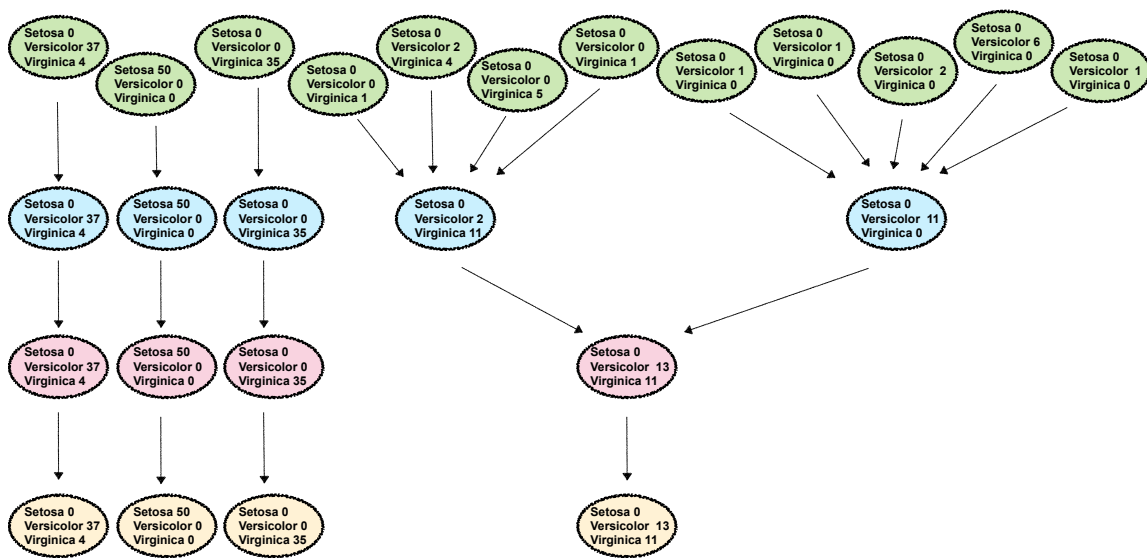 Setosa 0
Versicolor 37
Virginica 4
Setosa 50
Versicolor 0
Virginica 0
Setosa 0
Versicolor 0
Virginica 35
Setosa 0
Versicolor 0
Virginica 1
Setosa 0
Versicolor 2
Virginica 4
Setosa 0
Versicolor 0
Virginica 5
Setosa 0
Versicolor 0
Virginica 1
Setosa 0
Versicolor 1
Virginica 0
Setosa 0
Versicolor 1
Virginica 0
Setosa 0
Versicolor 2
Virginica 0
Setosa 0
Versicolor 6
Virginica 0
Setosa 0
Versicolor 1
Virginica 0
Setosa 0
Versicolor 37
Virginica 4
Setosa 50
Versicolor 0
Virginica 0
Setosa 0
Versicolor 0
Virginica 35
Setosa 0
Versicolor 2
Virginica 11
Setosa 0
Versicolor 11
Virginica 0
Setosa 0
Versicolor 37
Virginica 4
Setosa 50
Versicolor 0
Virginica 0
Setosa 0
Versicolor 0
Virginica 35
Setosa 0
Versicolor 13
Virginica 11
Setosa 0
Versicolor 37
Virginica 4
Setosa 50
Versicolor 0
Virginica 0
Setosa 0
Versicolor 0
Virginica 35
Setosa 0
Versicolor 13
Virginica 11